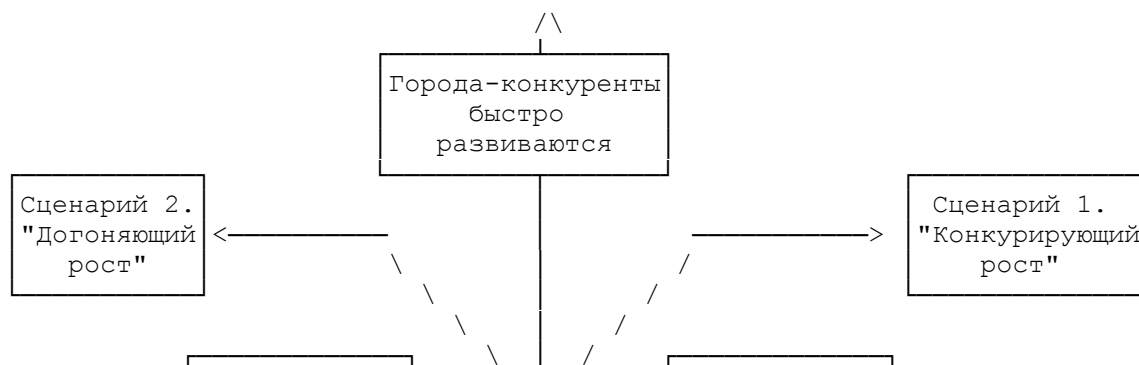 Города-конкуренты
быстро
развиваются
Сценарий 2.
"Догоняющий
рост"
Сценарий 1.
"Конкурирующий
рост"